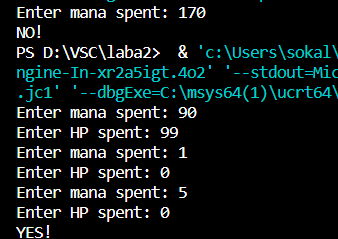 Enter mana spent: 170
NO!
PS D:\VSC\laba2>  & 'c:\Users\sokal\
ngine-In-xr2a5igt.4o2' '--stdout=Mic
.jc1' '--dbgExe=C:\msys64(1)\ucrt64\
Enter mana spent: 90
Enter HP spent: 99
Enter mana spent: 1
Enter HP spent: 0
Enter mana spent: 5
Enter HP spent: 0
YES!